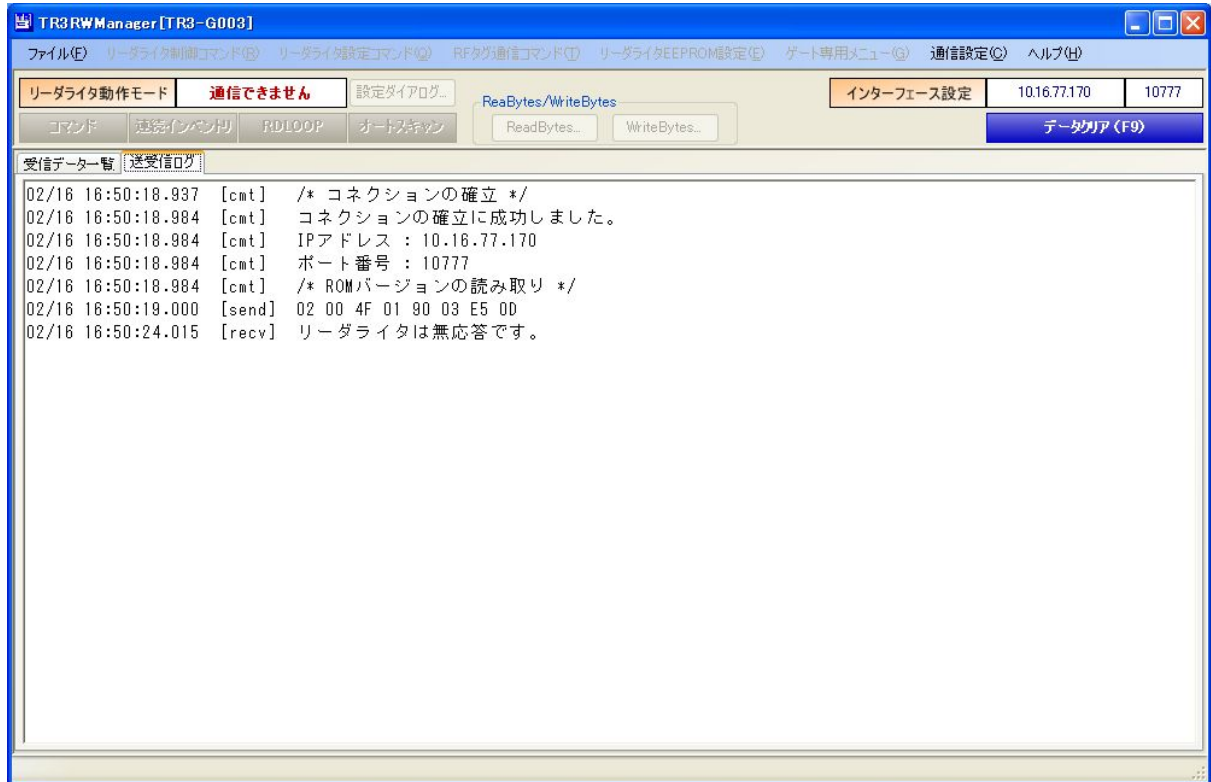 TR3RWManager[TR3-G003]
ファイル(F) リーダライタ制御コマンド(R) リーダライタ設定コマンド(Q) RFタグ通信コマンド(T) リーダライタEEPROM設定(E) ゲート専用メニュー(G) 通信設定(C) ヘルプ(H)
リーダライタ動作モード 通信できません 設定ダイアログ... ReaBytes/WriteBytes インターフェース設定 10.16.77.170 10777
コマンド 連続インベントリ RDLOOP オートスキャン ReadBytes... WriteBytes... データクリア(F9)
受信データ一覧 送受信ログ
02/16 16:50:18.937 [cmt] /* コネクションの確立 */
02/16 16:50:18.984 [cmt] コネクションの確立に成功しました。
02/16 16:50:18.984 [cmt] IPアドレス : 10.16.77.170
02/16 16:50:18.984 [cmt] ポート番号 : 10777
02/16 16:50:18.984 [cmt] /* ROMバージョンの読み取り */
02/16 16:50:19.000 [send] 02 00 4F 01 90 03 E5 0D
02/16 16:50:24.015 [recv] リーダライタは無応答です。